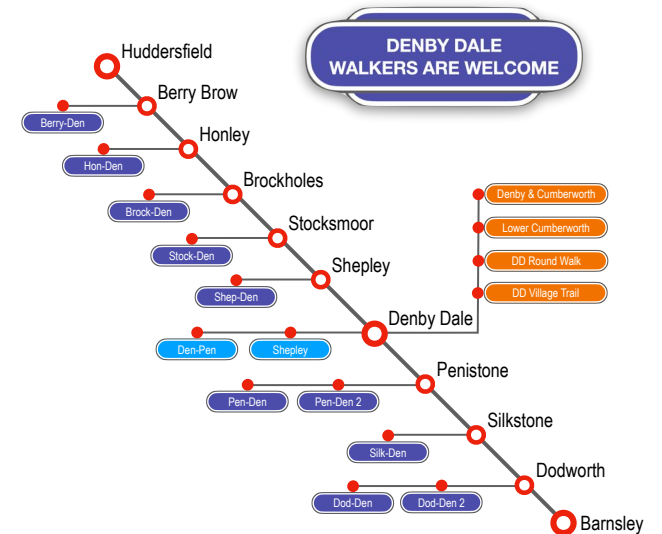 DENBY DALE
WALKERS ARE WELCOME
Huddersfield
Berry Brow
Berry-Den
Honley
Hon-Den
Brockholes
Brock-Den
Denby & Cumberworth
Stocksmoor
Lower Cumberworth
Stock-Den
Shepley
DD Round Walk
Shep-Den
DD Village Trail
Denby Dale
Den-Pen
Shepley
Penistone
Pen-Den
Pen-Den 2
Silkstone
Silk-Den
Dodworth
Dod-Den
Dod-Den 2
Barnsley